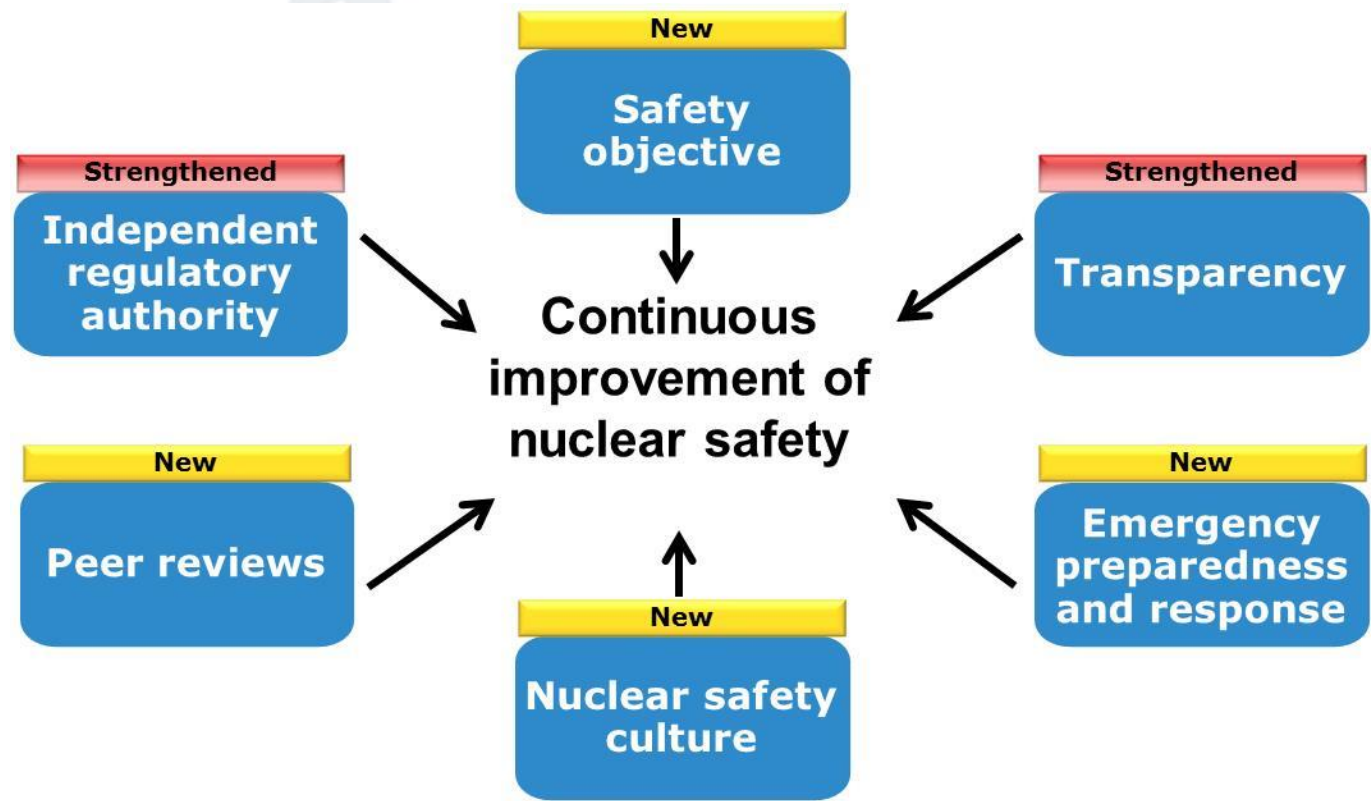 New
Safety
objective
Strengthened
Independent
regulatory
authority
Strengthened
Transparency
Continuous
improvement of
nuclear safety
New
Peer reviews
New
Emergency
preparedness
and response
New
Nuclear safety
culture